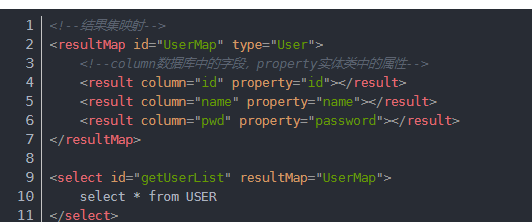 1 <!--结果集映射-->
2 <resultMap id="UserMap" type="User">
3 <!--column数据库中的字段，property实体类中的属性-->
4 <result column="id" property="id"></result>
5 <result column="name" property="name"></result>
6 <result column="pwd" property="password"></result>
7 </resultMap>
8
9 <select id="getUserList" resultMap="UserMap">
10 select * from USER
11 </select>